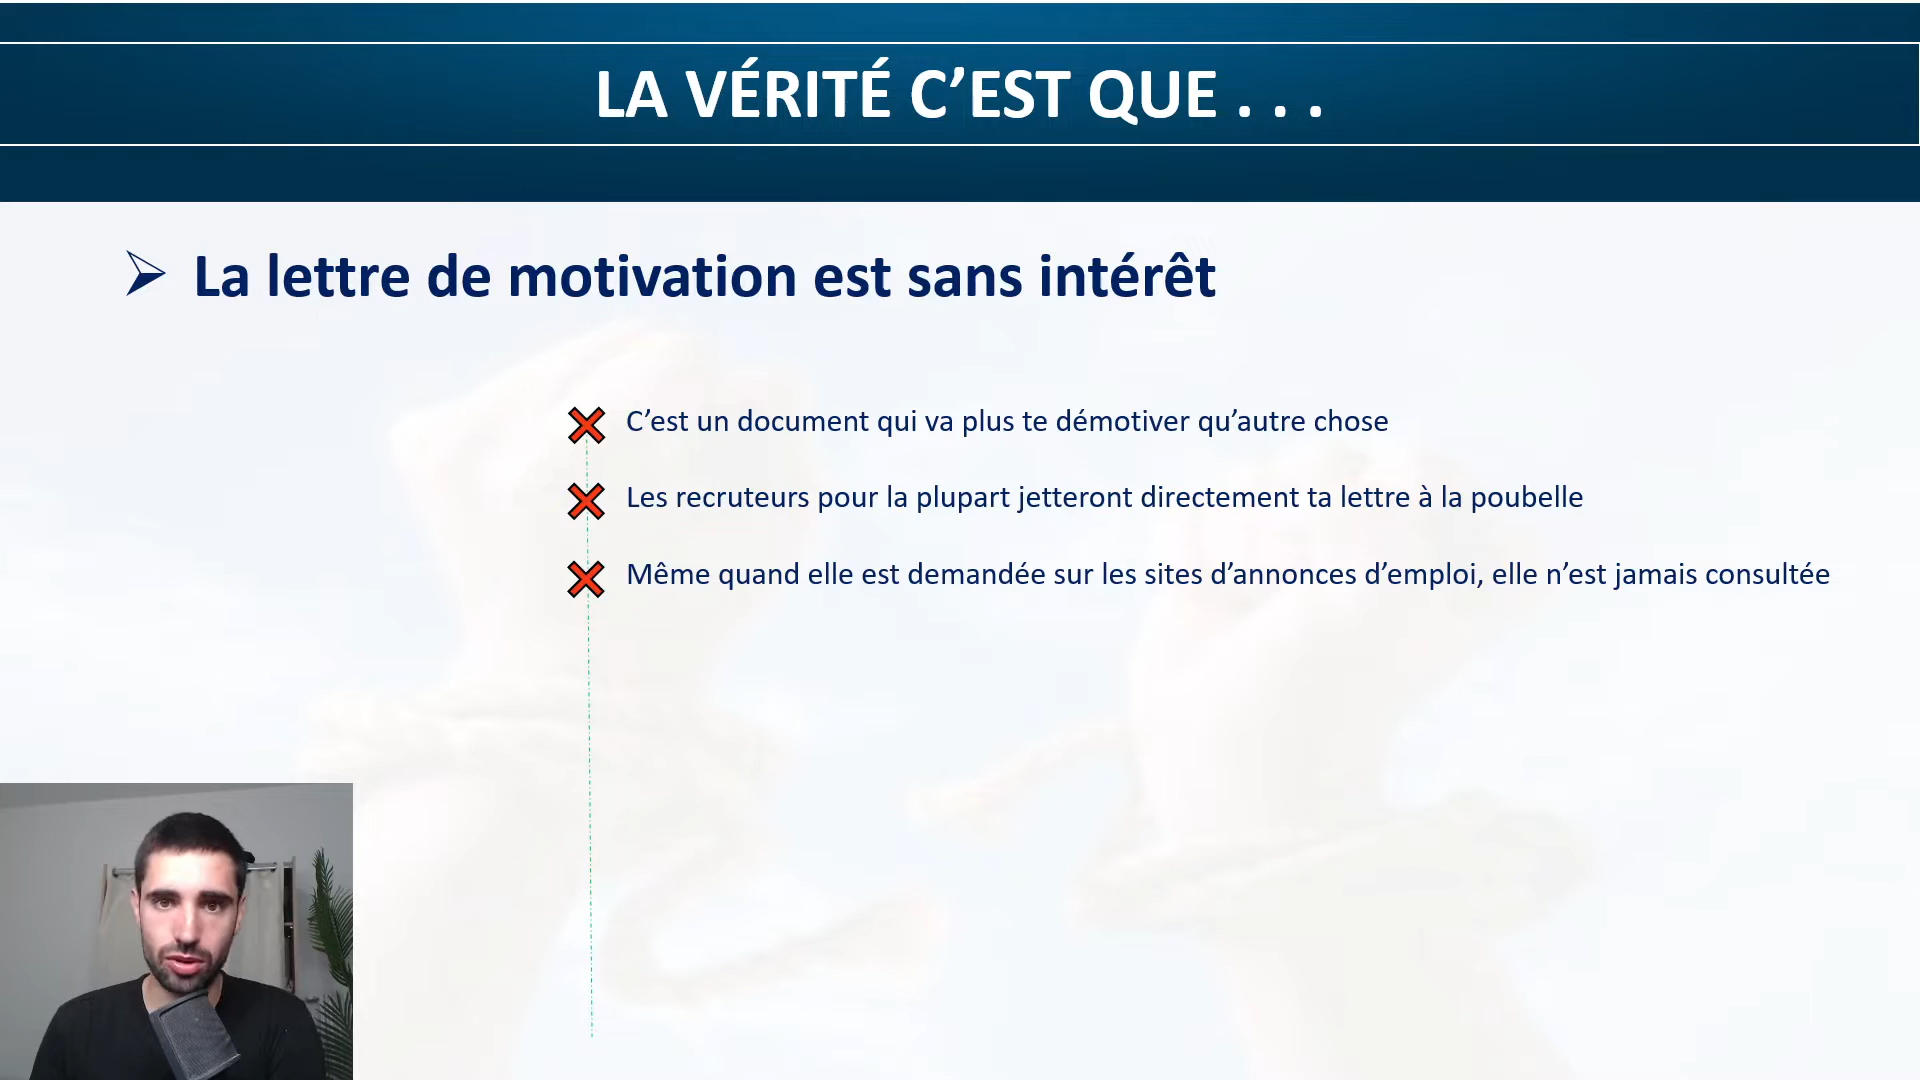 LA VÉRITÉ C’EST QUE . . .
La lettre de motivation est sans intérêt
C’est un document qui va plus te démotiver qu’autre chose
Les recruteurs pour la plupart jetteront directement ta lettre à la poubelle
Même quand elle est demandée sur les sites d’annonces d’emploi, elle n’est jamais consultée